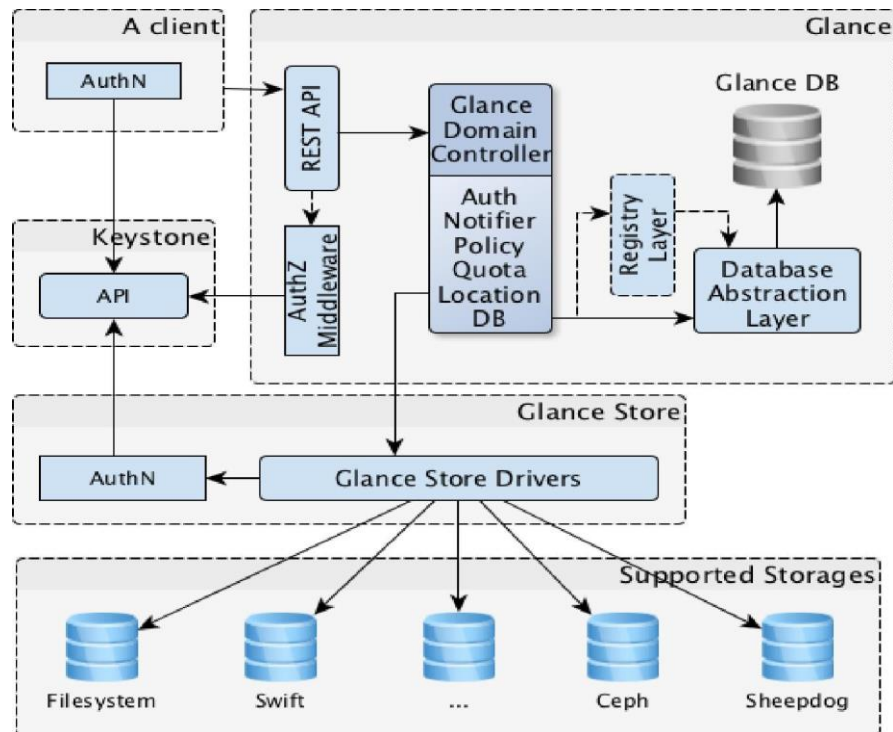 A client
AuthN
Glance
REST API
Glance
Domain
Controller
Auth
Notifier
Policy
Quota
Location
DB
AuthZ
Middleware
Registry
Layer
Glance DB
Database
Abstraction
Layer
Keystone
API
Glance Store
AuthN
Glance Store Drivers
Supported Storages
Filesystem
Swift
...
Ceph
Sheepdog